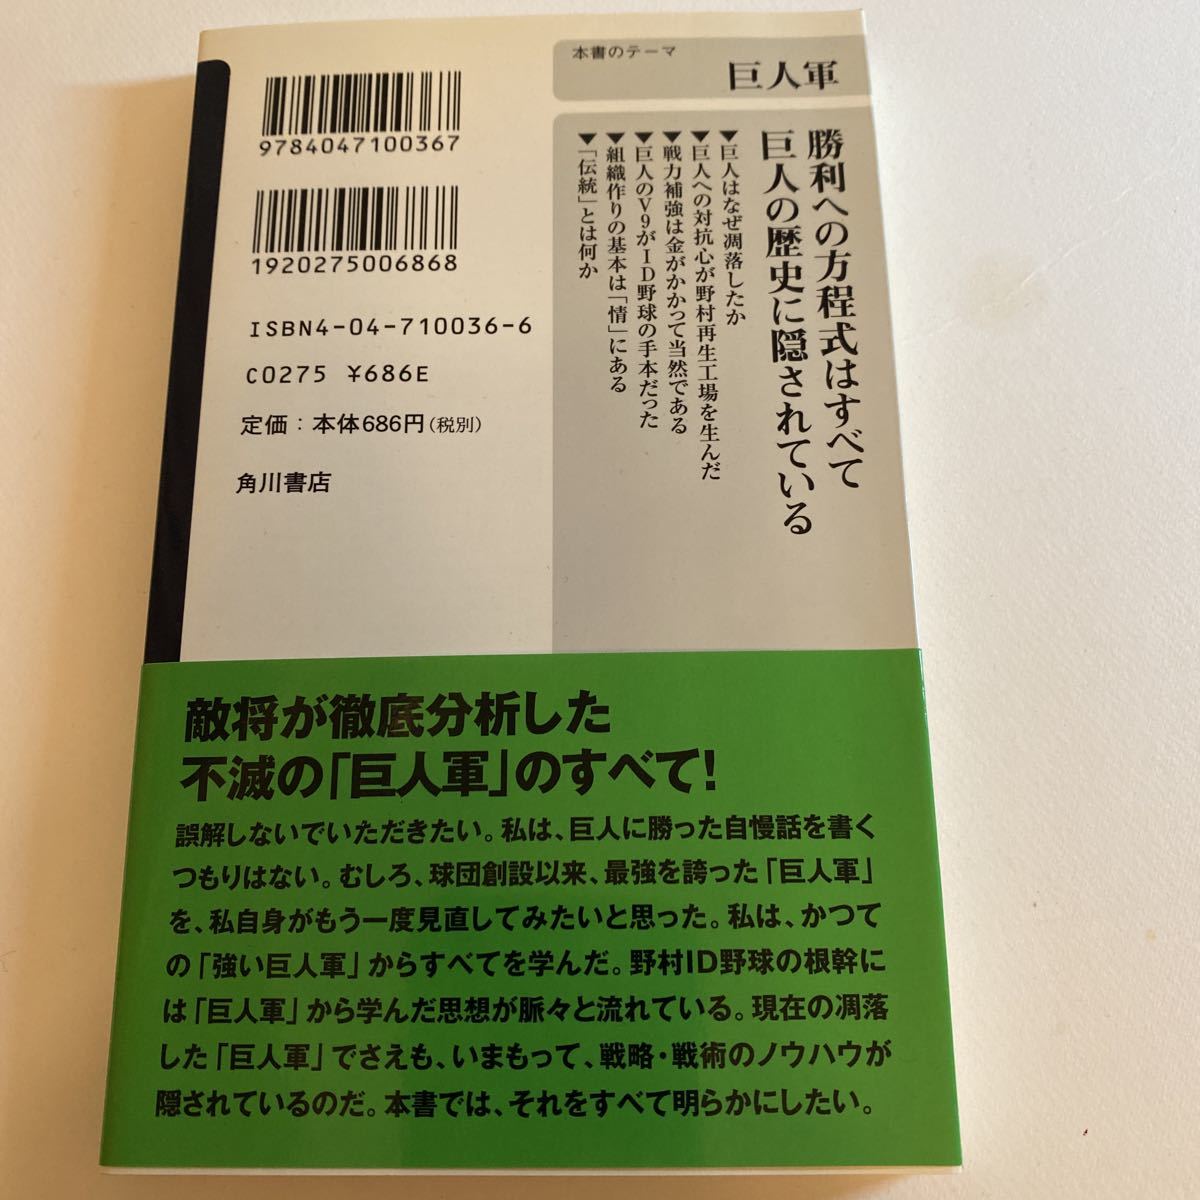 本書のテーマ
巨人軍
勝利への方程式はすべて
巨人の歴史に隠されている
▼巨人はなぜ凋落したか
▼巨人への対抗心が野村再生工場を生んだ
▼戦力補強は金がかかって当然である
▼巨人のV9がID野球の手本だった
▼組織作りの基本は「情」にある
▼「伝統」とは何か
9784047100367
1920275006868
ISBN4-04-710036-6
C0275 ¥686E
定価：本体686円（税別）
角川書店
敵将が徹底分析した
不滅の「巨人軍」のすべて！
誤解しないでいただきたい。私は、巨人に勝った自慢話を書く
つもりはない。むしろ、球団創設以来、最強を誇った「巨人軍」
を、私自身がもう一度見直してみたいと思った。私は、かつて
の「強い巨人軍」からすべてを学んだ。野村ID野球の根幹に
は「巨人軍」から学んだ思想が脈々と流れている。現在の凋落
した「巨人軍」でさえも、いまもって、戦略・戦術のノウハウが
隠されているのだ。本書では、それをすべて明らかにしたい。